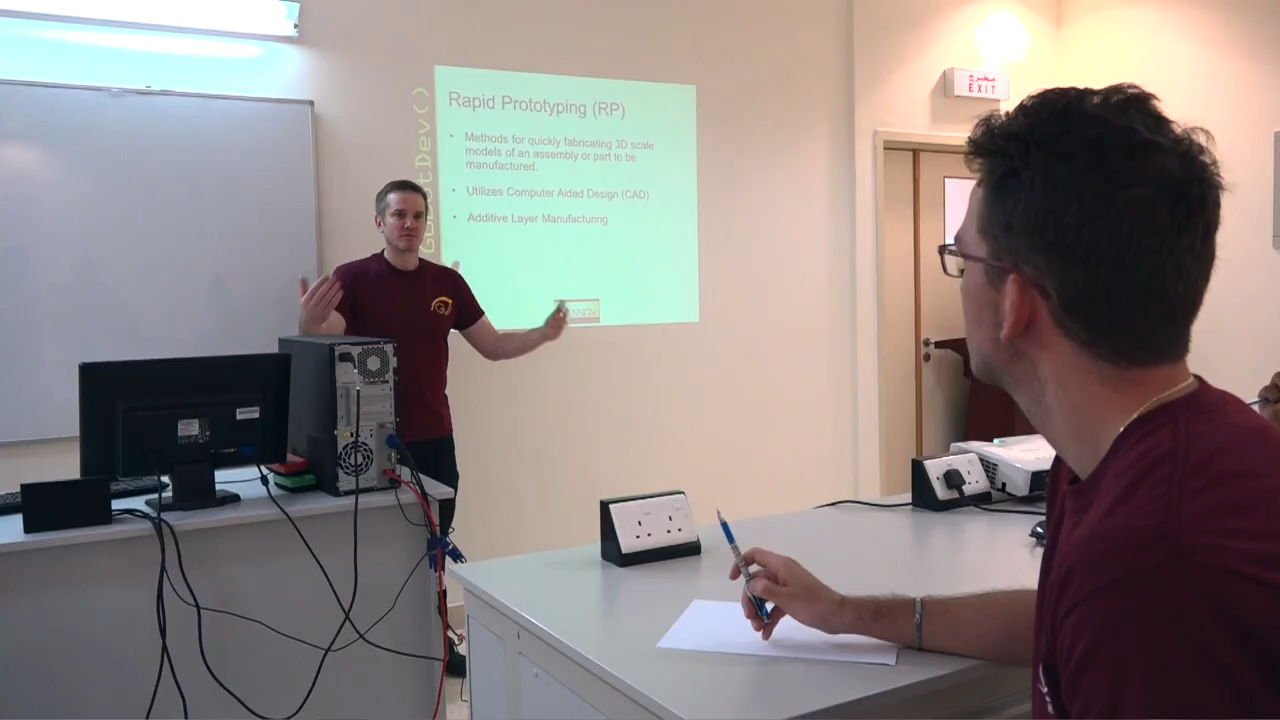 Rapid Prototyping (RP)
• Methods for quickly fabricating 3D scale
models of an assembly or part to be
manufactured.
• Utilizes Computer Aided Design (CAD)
• Additive Layer Manufacturing
مخرج
EXIT